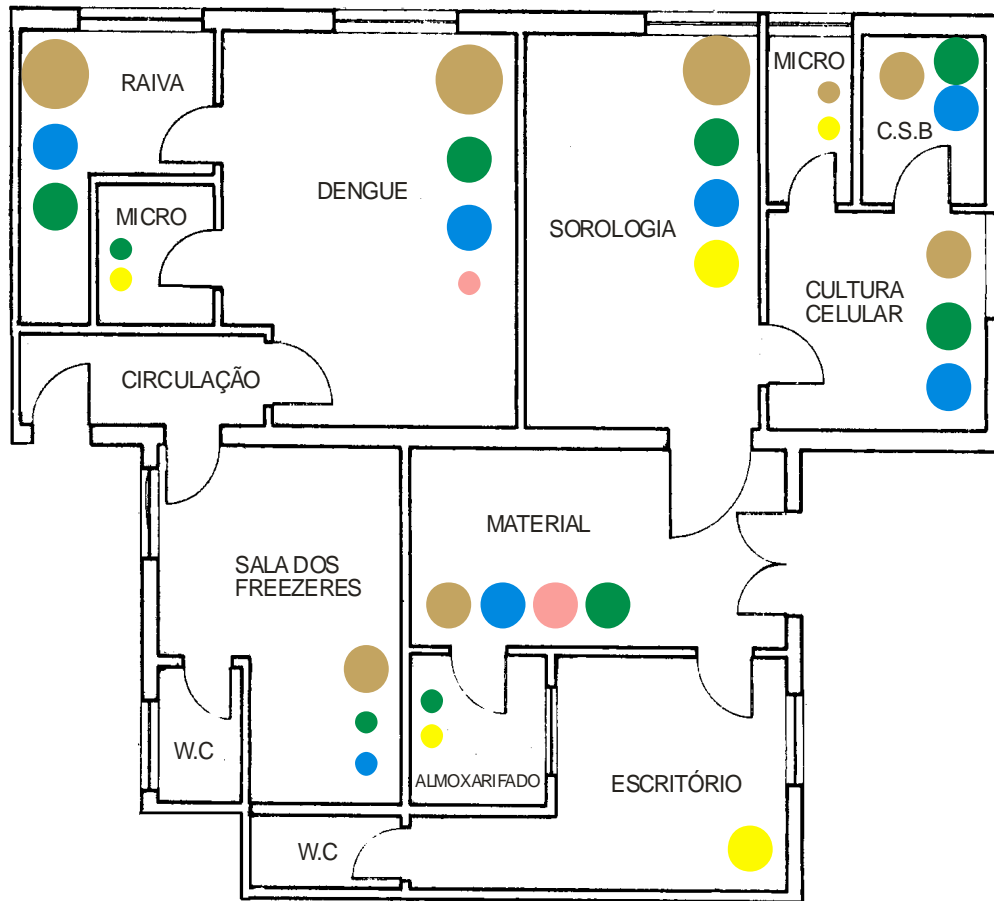 RAIVA
MICRO
C.S.B
DENGUE
MICRO
SOROLOGIA
CULTURA
CELULAR
CIRCULAÇÃO
MATERIAL
SALA DOS
FREEZERES
W.C
ALMOXARIFADO
ESCRITÓRIO
W.C